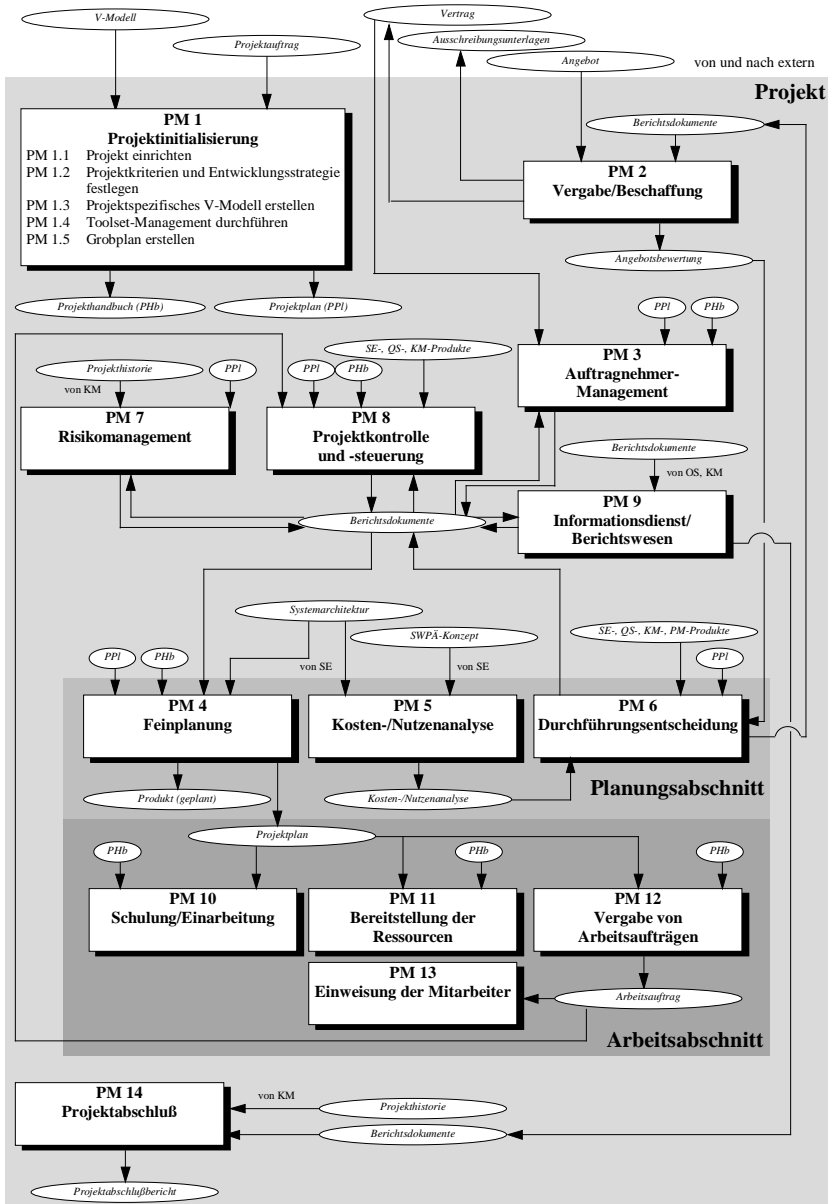 V-Modell
Vertrag
Projektauftrag
Ausschreibungsunterlagen
Angebot
von und nach extern
Projekt
PM 1
Projektinitialisierung
PM 1.1 Projekt einrichten
PM 1.2 Projektkriterien und Entwicklungsstrategie
festlegen
PM 1.3 Projektspezifisches V-Modell erstellen
PM 1.4 Toolset-Management durchführen
PM 1.5 Grobplan erstellen
Berichtsdokumente
PM 2
Vergabe/Beschaffung
Angebotsbewertung
Projekthandbuch (PHb)
Projektplan (PPl)
PPl
PHb
SE-, QS-, KM-Produkte
PM 3
Auftragnehmer-
Management
Projekthistorie
von KM
PPl
PPl
PHb
PM 7
Risikomanagement
PM 8
Projektkontrolle
und -steuerung
Berichtsdokumente
von OS, KM
PM 9
Informationsdienst/
Berichtswesen
Berichtsdokumente
Systemarchitektur
SWPÄ-Konzept
SE-, QS-, KM-, PM-Produkte
PPl
PHb
von SE
von SE
PPl
PM 4
Feinplanung
PM 5
Kosten-/Nutzenanalyse
PM 6
Durchführungsentscheidung
Produkt (geplant)
Kosten-/Nutzenanalyse
Planungsabschnitt
Projektplan
PHb
PHb
PHb
PM 10
Schulung/Einarbeitung
PM 11
Bereitstellung der
Ressourcen
PM 12
Vergabe von
Arbeitsaufträgen
PM 13
Einweisung der Mitarbeiter
Arbeitsauftrag
Arbeitsabschnitt
PM 14
Projektabschluß
von KM
Projekthistorie
Berichtsdokumente
Projektabschlußbericht